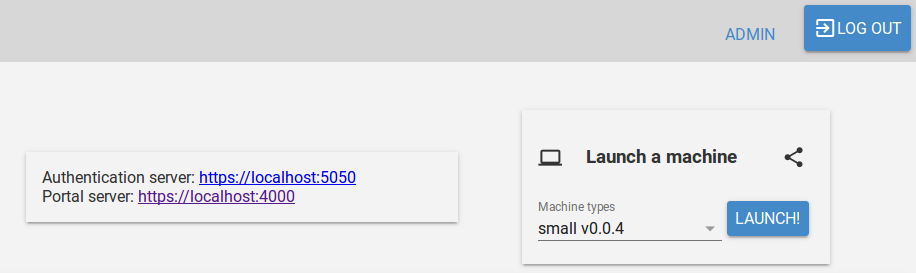 ADMIN
LOG OUT
Authentication server: https://localhost:5050
Portal server: https://localhost:4000
Launch a machine
Machine types
small v0.0.4
LAUNCH!